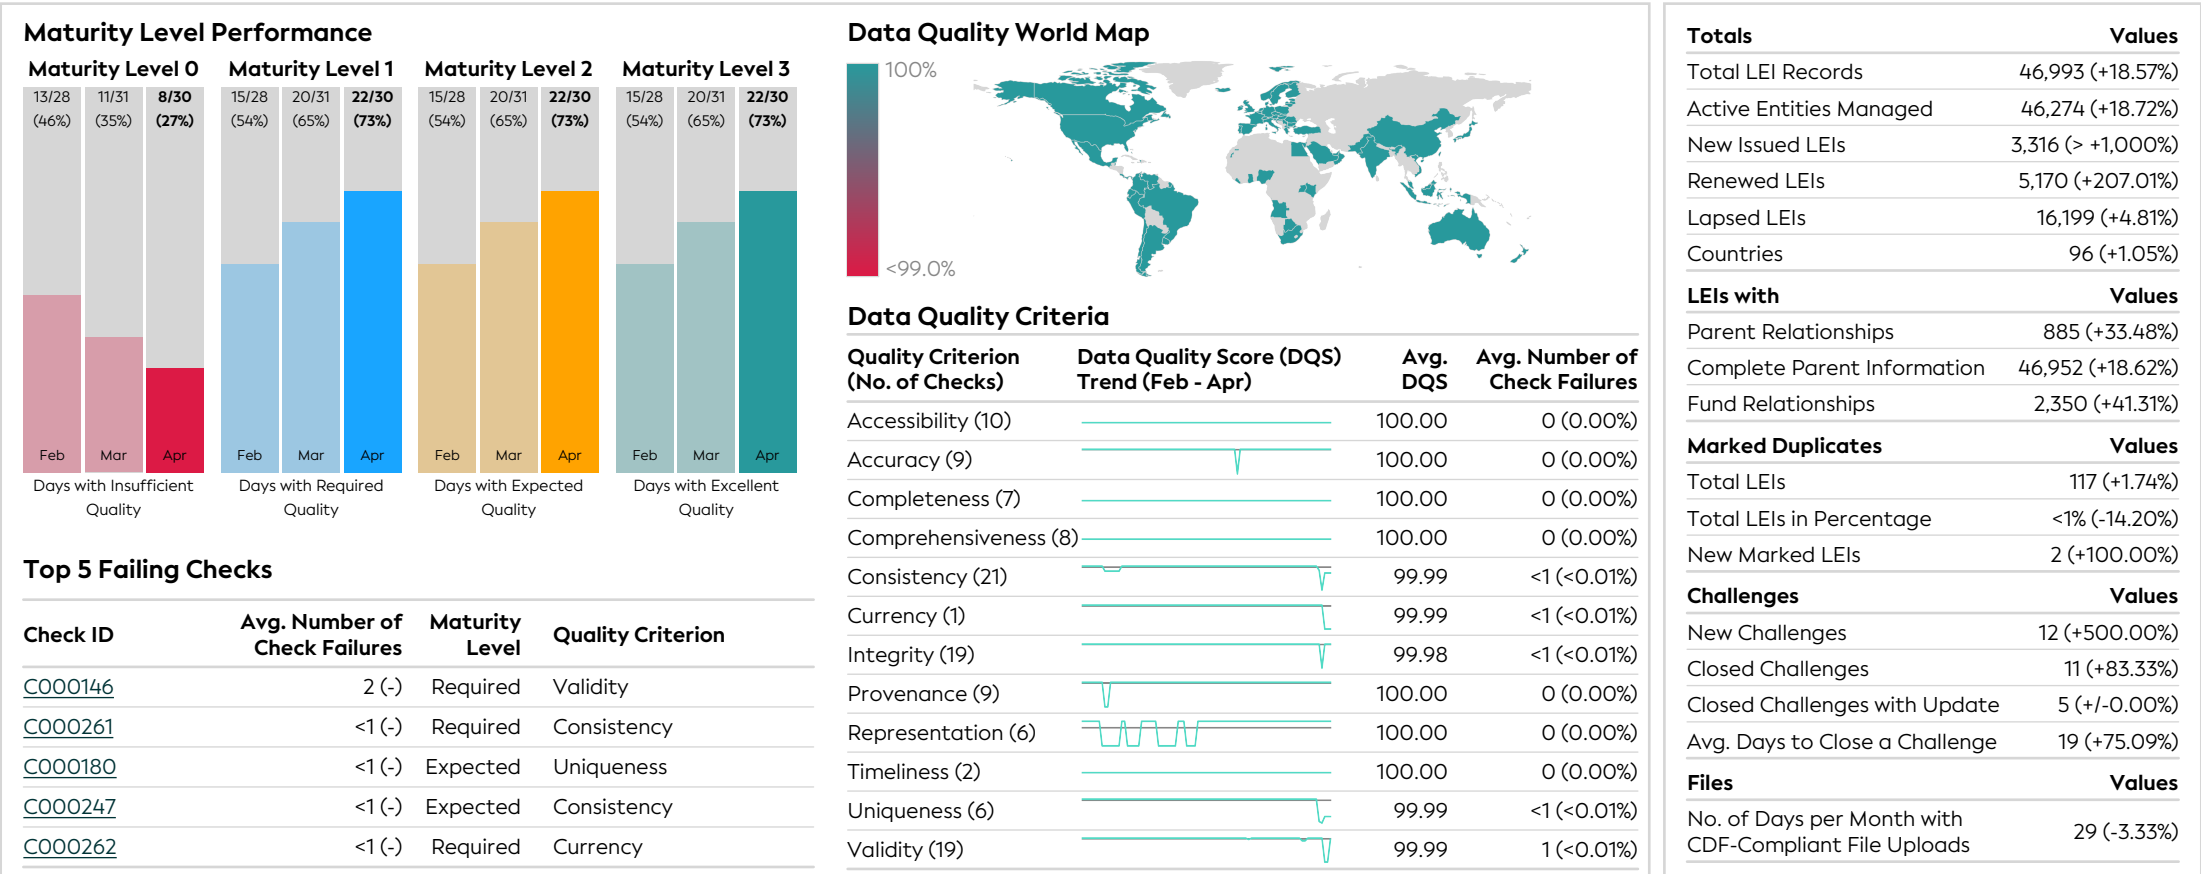 Maturity Level Performance
Maturity Level 0 Maturity Level 1 Maturity Level 2 Maturity Level 3
13/28 11/31 8/30 15/28 20/31 22/30 15/28 20/31 22/30 15/28 20/31 22/30
(46%) (35%) (27%) (54%) (65%) (73%) (54%) (65%) (73%) (54%) (65%) (73%)
Feb Mar Apr Feb Mar Apr Feb Mar Apr Feb Mar Apr
Days with Insufficient Days with Required Days with Expected Days with Excellent
Quality Quality Quality Quality
Top 5 Failing Checks
Check ID Avg. Number of Check Failures Maturity Level Quality Criterion
C000146 2 (-) Required Validity
C000261 <1 (-) Required Consistency
C000180 <1 (-) Expected Uniqueness
C000247 <1 (-) Expected Consistency
C000262 <1 (-) Required Currency
Data Quality World Map
100%
<99.0%
Data Quality Criteria
Quality Criterion Data Quality Score (DQS) Avg. Avg. Number of
(No. of Checks) Trend (Feb - Apr) DQS Check Failures
Accessibility (10) 100.00 0 (0.00%)
Accuracy (9) 100.00 0 (0.00%)
Completeness (7) 100.00 0 (0.00%)
Comprehensiveness (8) 100.00 0 (0.00%)
Consistency (21) 99.99 <1 (<0.01%)
Currency (1) 99.99 <1 (<0.01%)
Integrity (19) 99.98 <1 (<0.01%)
Provenance (9) 100.00 0 (0.00%)
Representation (6) 100.00 0 (0.00%)
Timeliness (2) 100.00 0 (0.00%)
Uniqueness (6) 99.99 <1 (<0.01%)
Validity (19) 99.99 1 (<0.01%)
Totals Values
Total LEI Records 46,993 (+18.57%)
Active Entities Managed 46,274 (+18.72%)
New Issued LEIs 3,316 (> +1,000%)
Renewed LEIs 5,170 (+207.01%)
Lapsed LEIs 16,199 (+4.81%)
Countries 96 (+1.05%)
LEIs with Values
Parent Relationships 885 (+33.48%)
Complete Parent Information 46,952 (+18.62%)
Fund Relationships 2,350 (+41.31%)
Marked Duplicates Values
Total LEIs 117 (+1.74%)
Total LEIs in Percentage <1% (-14.20%)
New Marked LEIs 2 (+100.00%)
Challenges Values
New Challenges 12 (+500.00%)
Closed Challenges 11 (+83.33%)
Closed Challenges with Update 5 (+/-0.00%)
Avg. Days to Close a Challenge 19 (+75.09%)
Files Values
No. of Days per Month with
CDF-Compliant File Uploads 29 (-3.33%)